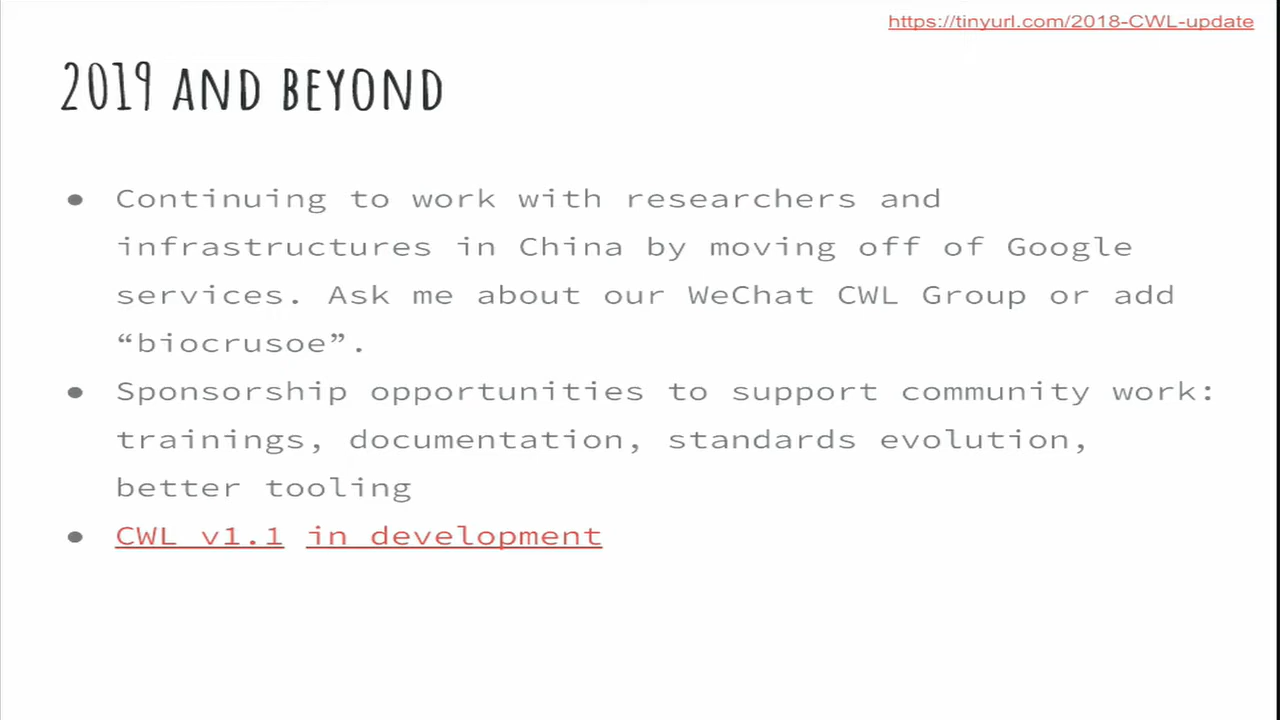 https://tinyurl.com/2018-CWL-update
2019 AND BEYOND
● Continuing to work with researchers and
infrastructures in China by moving off of Google
services. Ask me about our WeChat CWL Group or add
“biocrusoe”.
● Sponsorship opportunities to support community work:
trainings, documentation, standards evolution,
better tooling
● CWL v1.1 in development